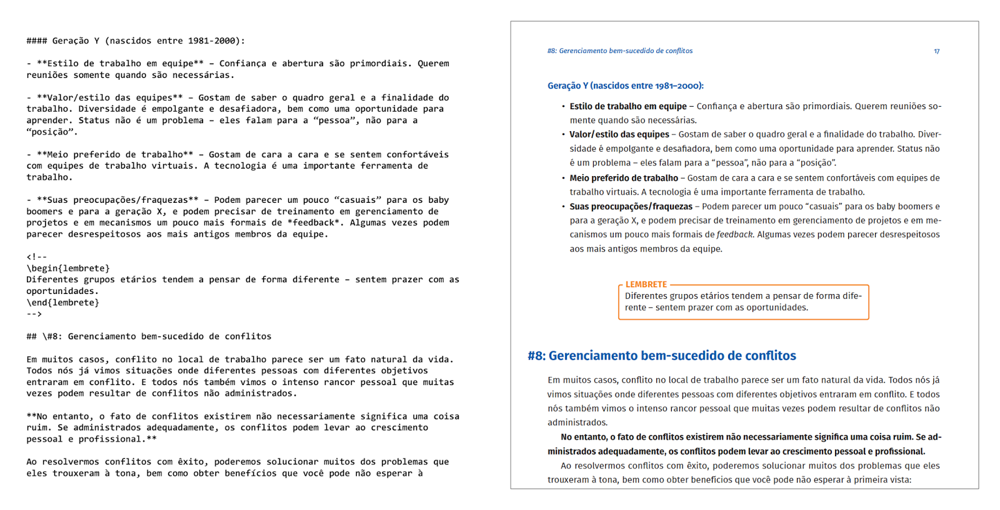 #### Geração Y (nascidos entre 1981-2000):
- **Estilo de trabalho em equipe** – Confiança e abertura são primordiais. Querem
reuniões somente quando são necessárias.
- **Valor/estilo das equipes** – Gostam de saber o quadro geral e a finalidade do
trabalho. Diversidade é empolgante e desafiadora, bem como uma oportunidade para
aprender. Status não é um problema – eles falam para a “pessoa”, não para a
“posição”.
- **Meio preferido de trabalho** – Gostam de cara a cara e se sentem confortáveis
com equipes de trabalho virtuais. A tecnologia é uma importante ferramenta de
trabalho.
- **Suas preocupações/fraquezas** – Podem parecer um pouco “casuais” para os baby
boomers e para a geração X, e podem precisar de treinamento em gerenciamento de
projetos e em mecanismos um pouco mais formais de *feedback*. Algumas vezes podem
parecer desrespeitosos aos mais antigos membros da equipe.
<!--
\begin{lembrete}
Diferentes grupos etários tendem a pensar de forma diferente – sentem prazer com as
oportunidades.
\end{lembrete}
-->
## \#8: Gerenciamento bem-sucedido de conflitos
Em muitos casos, conflito no local de trabalho parece ser um fato natural da vida.
Todos nós já vimos situações onde diferentes pessoas com diferentes objetivos
entraram em conflito. E todos nós também vimos o intenso rancor pessoal que muitas
vezes podem resultar de conflitos não administrados.
**No entanto, o fato de conflitos existirem não necessariamente significa uma coisa
ruim. Se administrados adequadamente, os conflitos podem levar ao crescimento
pessoal e profissional.**
Ao resolvermos conflitos com êxito, poderemos solucionar muitos dos problemas que
eles trouxeram à tona, bem como obter benefícios que você pode não esperar à
#8: Gerenciamento bem-sucedido de conflitos 17
Geração Y (nascidos entre 1981–2000):
• Estilo de trabalho em equipe – Confiança e abertura são primordiais. Querem reuniões so-
mente quando são necessárias.
• Valor/estilo das equipes – Gostam de saber o quadro geral e a finalidade do trabalho. Diver-
sidade é empolgante e desafiadora, bem como uma oportunidade para aprender. Status não
é um problema – eles falam para a “pessoa”, não para a “posição”.
• Meio preferido de trabalho – Gostam de cara a cara e se sentem confortáveis com equipes de
trabalho virtuais. A tecnologia é uma importante ferramenta de trabalho.
• Suas preocupações/fraquezas – Podem parecer um pouco “casuais” para os baby boomers e
para a geração X, e podem precisar de treinamento em gerenciamento de projetos e em me-
canismos um pouco mais formais de feedback. Algumas vezes podem parecer desrespeitosos
aos mais antigos membros da equipe.
LEMBRETE
Diferentes grupos etários tendem a pensar de forma dife-
rente – sentem prazer com as oportunidades.
#8: Gerenciamento bem-sucedido de conflitos
Em muitos casos, conflito no local de trabalho parece ser um fato natural da vida. Todos nós já
vimos situações onde diferentes pessoas com diferentes objetivos entraram em conflito. E todos
nós também vimos o intenso rancor pessoal que muitas vezes podem resultar de conflitos não
administrados.
No entanto, o fato de conflitos existirem não necessariamente significa uma coisa ruim. Se ad-
ministrados adequadamente, os conflitos podem levar ao crescimento pessoal e profissional.
Ao resolvermos conflitos com êxito, poderemos solucionar muitos dos problemas que eles
trouxeram à tona, bem como obter benefícios que você pode não esperar à primeira vista: